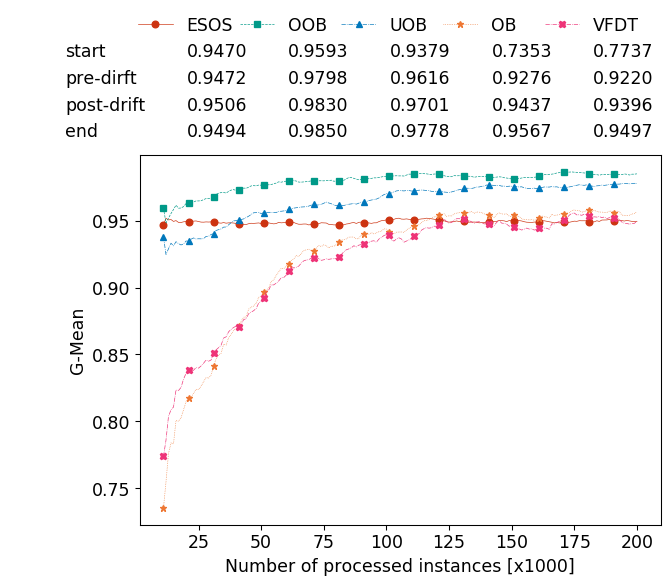 ESOS OOB UOB OB VFDT
start 0.9470 0.9593 0.9379 0.7353 0.7737
pre-dirft 0.9472 0.9798 0.9616 0.9276 0.9220
post-drift 0.9506 0.9830 0.9701 0.9437 0.9396
end 0.9494 0.9850 0.9778 0.9567 0.9497
0.95
0.90
0.85
0.80
0.75
G-Mean
25 50 75 100 125 150 175 200
Number of processed instances [x1000]